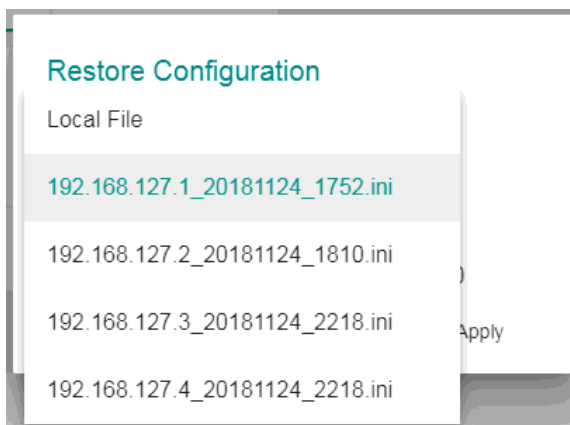 Restore Configuration
Local File
192.168.127.1_20181124_1752.ini
192.168.127.2_20181124_1810.ini
192.168.127.3_20181124_2218.ini
Apply
192.168.127.4_20181124_2218.ini